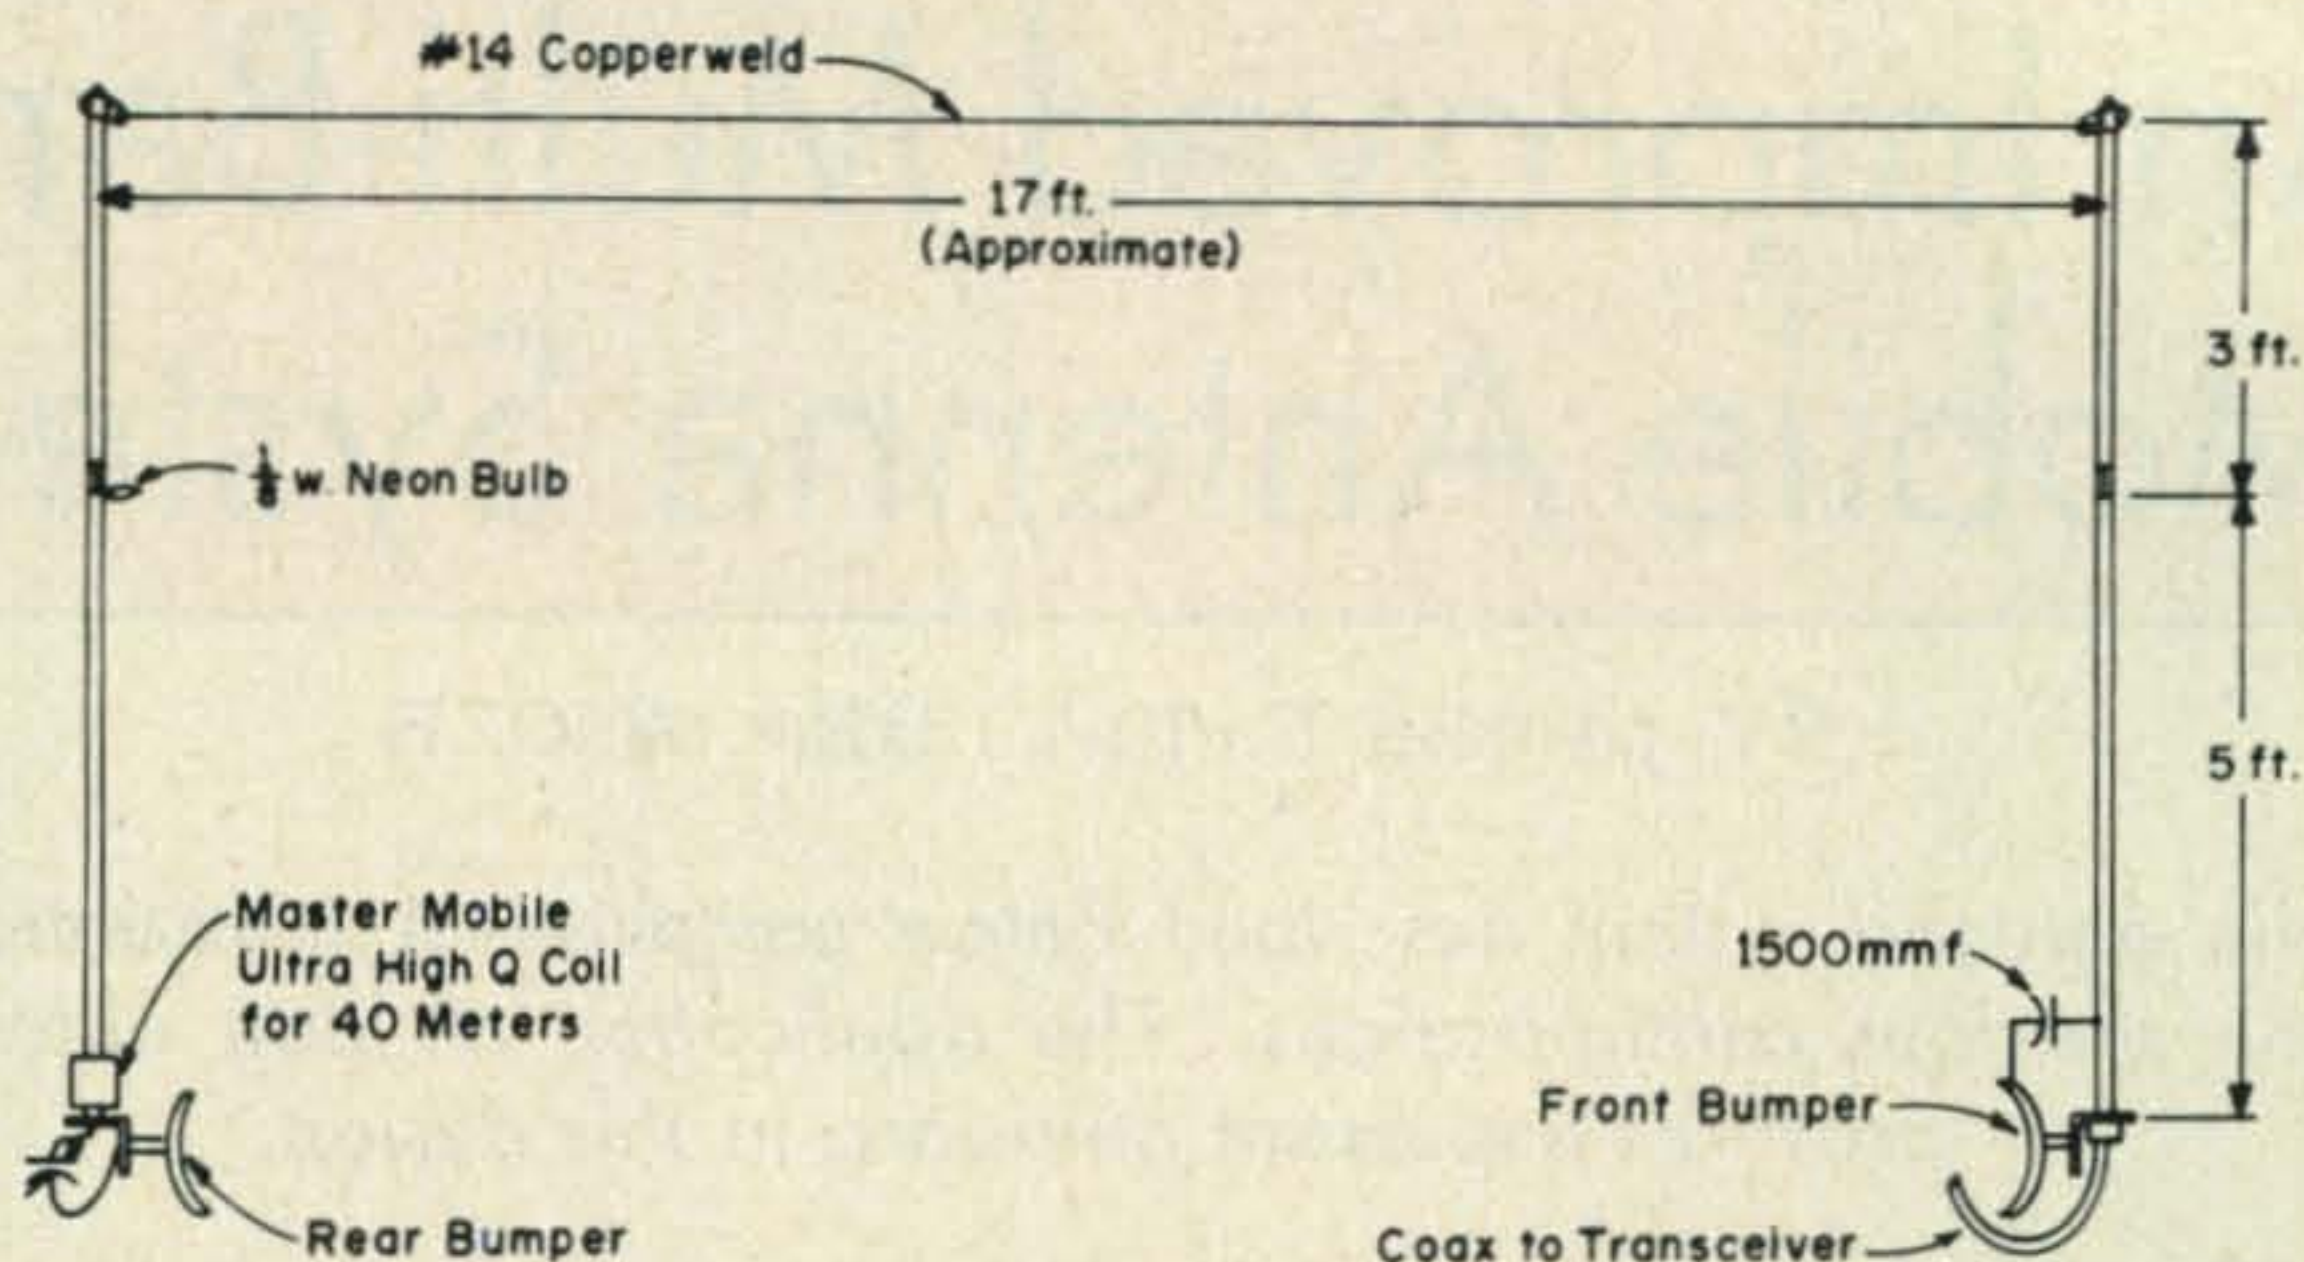 #14 Copperweld
17 ft.
(Approximate)
3 ft.
1/8 w. Neon Bulb
5 ft.
Master Mobile
Ultra High Q Coil
for 40 Meters
1500mmf
Front Bumper
Rear Bumper
Coax to Transceiver